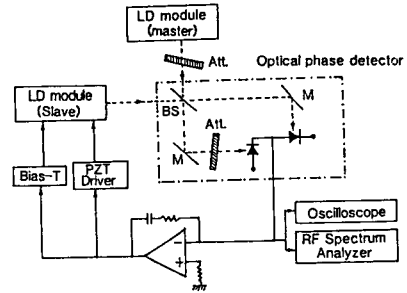 LD module
(master)
Att.
Optical phase detector
LD module
(Slave)
BS
M
Att.
M
Bias-T
PZT
Driver
Oscilloscope
RF Spectrum
Analyzer